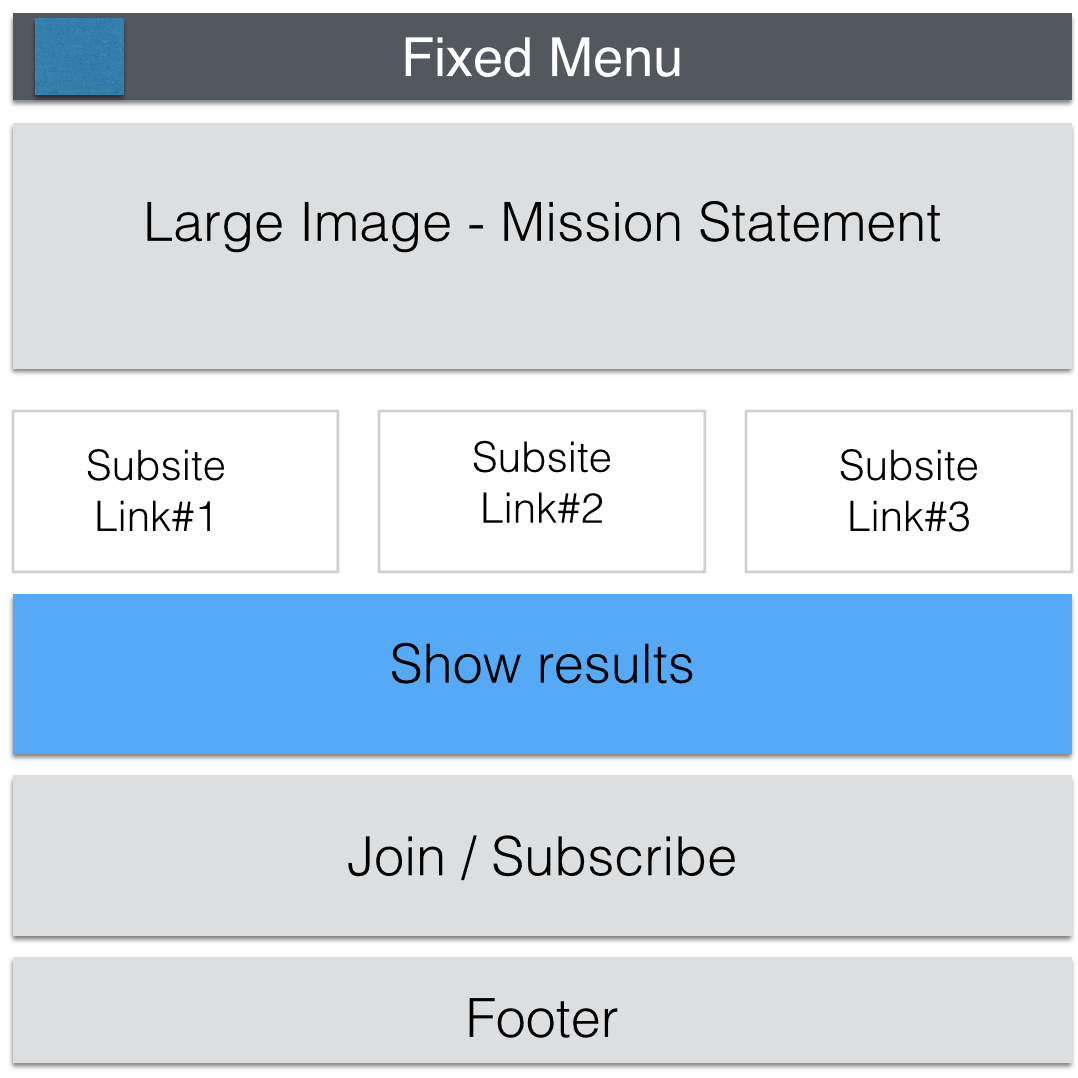 Fixed Menu
Large Image - Mission Statement
Subsite
Link#1
Subsite
Link#2
Subsite
Link#3
Show results
Join / Subscribe
Footer